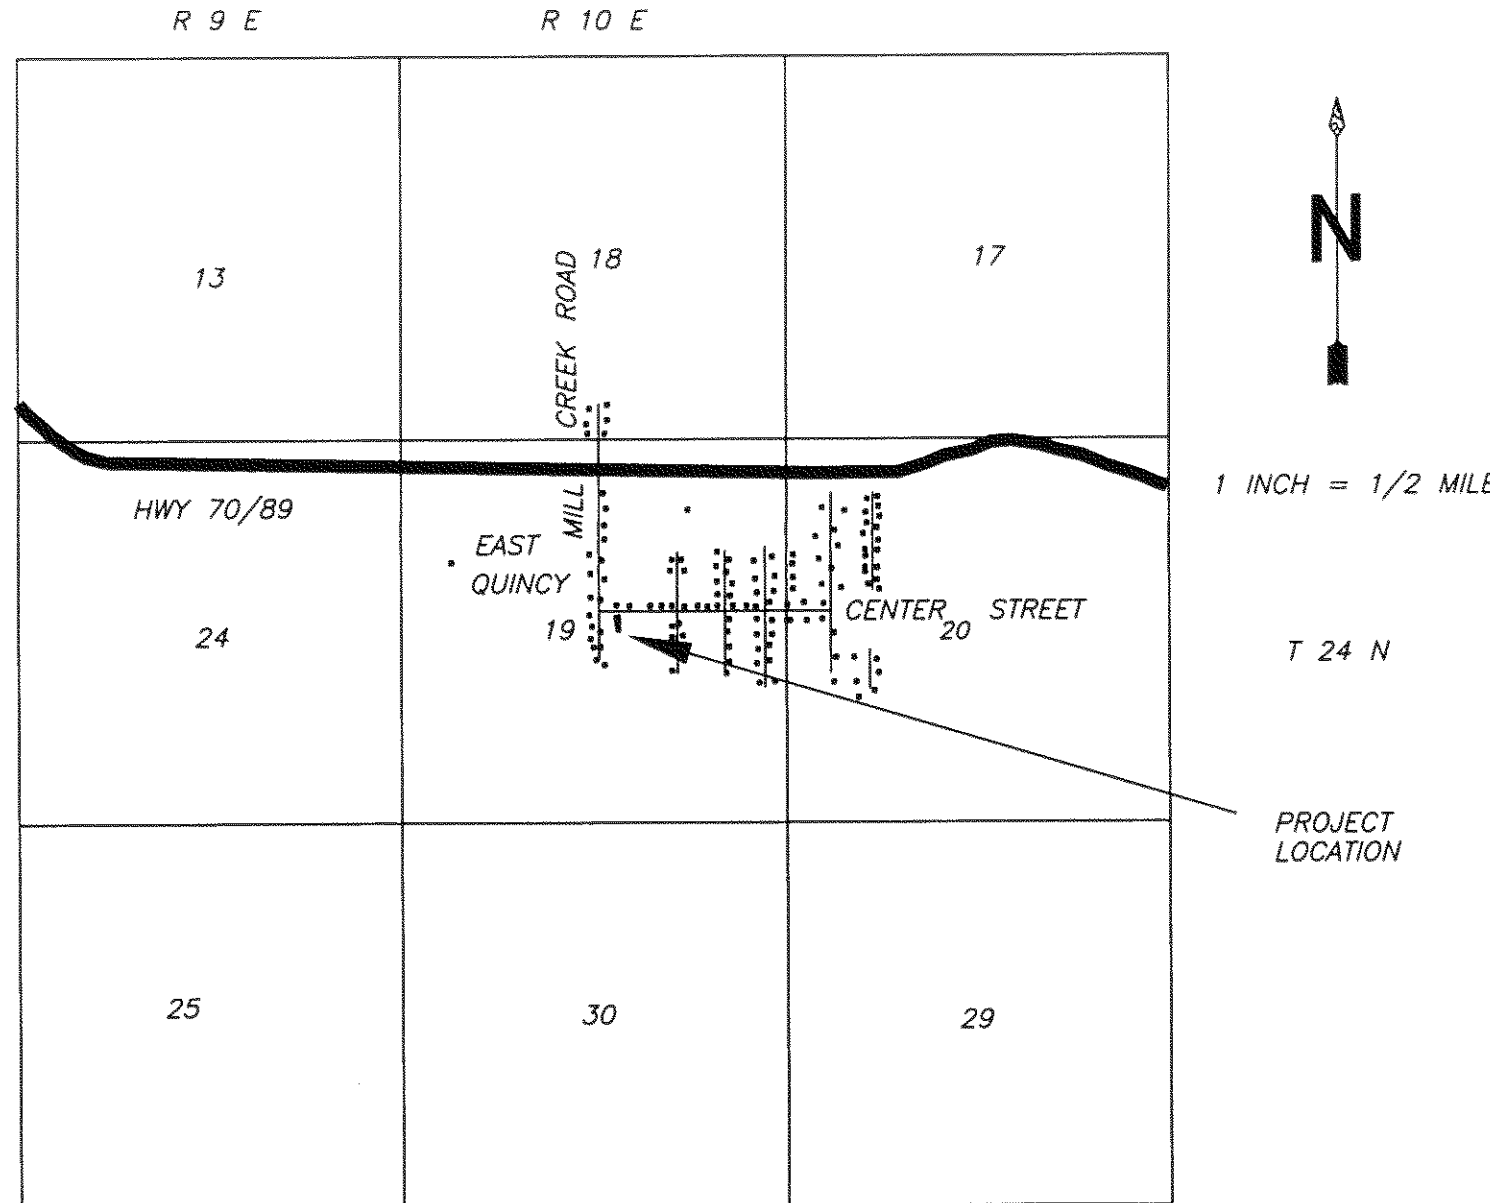 R 9 E
R 10 E
13
18
17
CREEK ROAD
N
HWY 70/89
MILL
1 INCH = 1/2 MILE
EAST
QUINCY
24
19
CENTER STREET
20
T 24 N
PROJECT
LOCATION
25
30
29